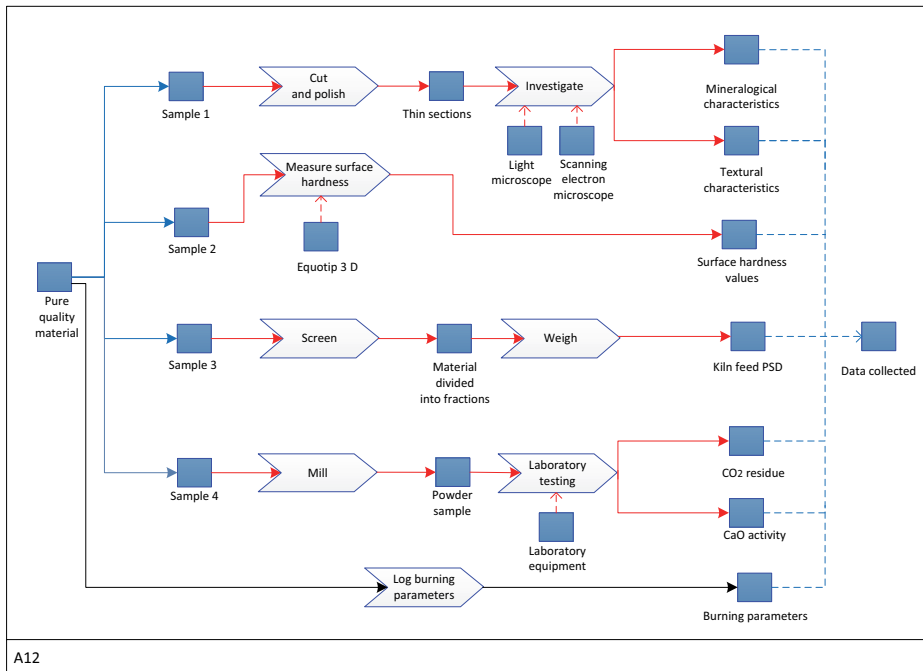 Cut
and polish
Sample 1
Thin sections
Investigate
Light
microscope
Scanning
electron
microscope
Mineralogical
characteristics
Textural
characteristics
Measure surface
hardness
Sample 2
Equotip 3 D
Surface hardness
values
Pure
quality
material
Sample 3
Screen
Material
divided
into fractions
Weigh
Kiln feed PSD
Data collected
Sample 4
Mill
Powder
sample
Laboratory
testing
Laboratory
equipment
CO2 residue
CaO activity
Log burning
parameters
Burning parameters
A12